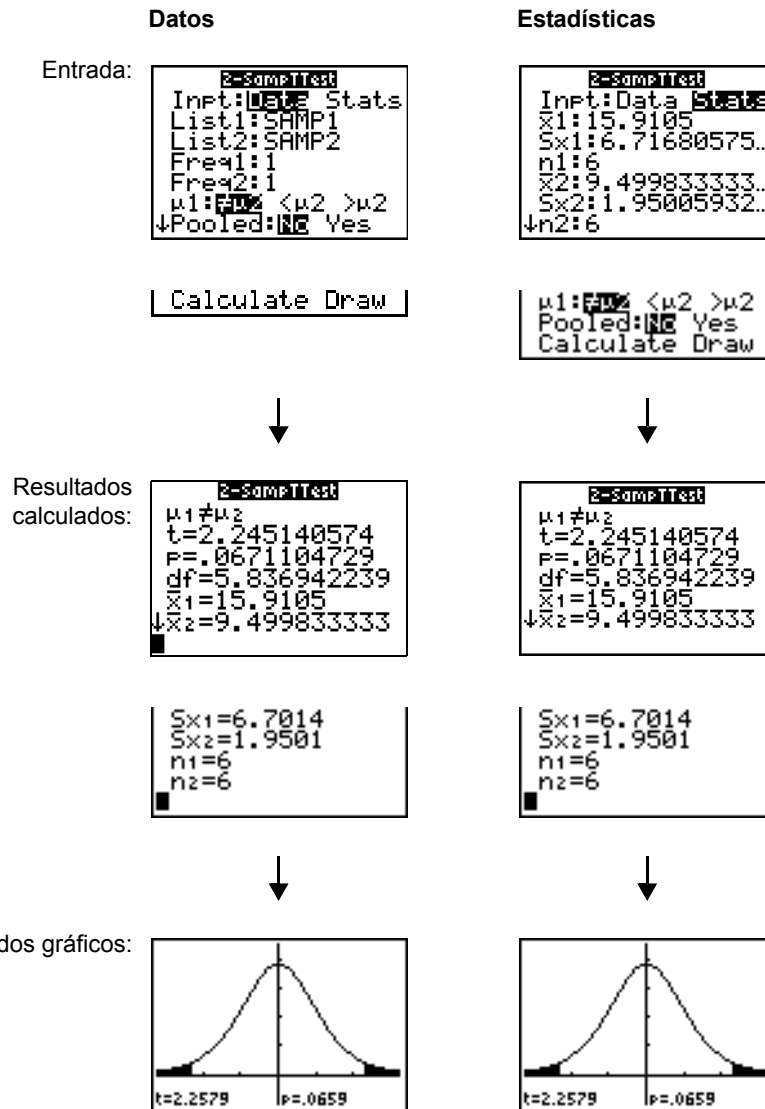 Datos Estadísticas
Entrada:
2-SampTTest
Inpt:Data Stats
List1:SAMP1
List2:SAMP2
Freq1:1
Freq2:1
μ1:≠μ2 <μ2 >μ2
↓Pooled:No Yes
Calculate Draw
2-SampTTest
Inpt:Data Stats
x̄1:15.9105
Sx1:6.71680575…
n1:6
x̄2:9.499833333…
Sx2:1.95005932…
↓n2:6
μ1:≠μ2 <μ2 >μ2
Pooled:No Yes
Calculate Draw
Resultados
calculados:
2-SampTTest
μ1≠μ2
t=2.245140574
p=.0671104729
df=5.836942239
x̄1=15.9105
↓x̄2=9.499833333
Sx1=6.7014
Sx2=1.9501
n1=6
n2=6
2-SampTTest
μ1≠μ2
t=2.245140574
p=.0671104729
df=5.836942239
x̄1=15.9105
↓x̄2=9.499833333
Sx1=6.7014
Sx2=1.9501
n1=6
n2=6
dos gráficos:
t=2.2579 p=.0659
t=2.2579 p=.0659